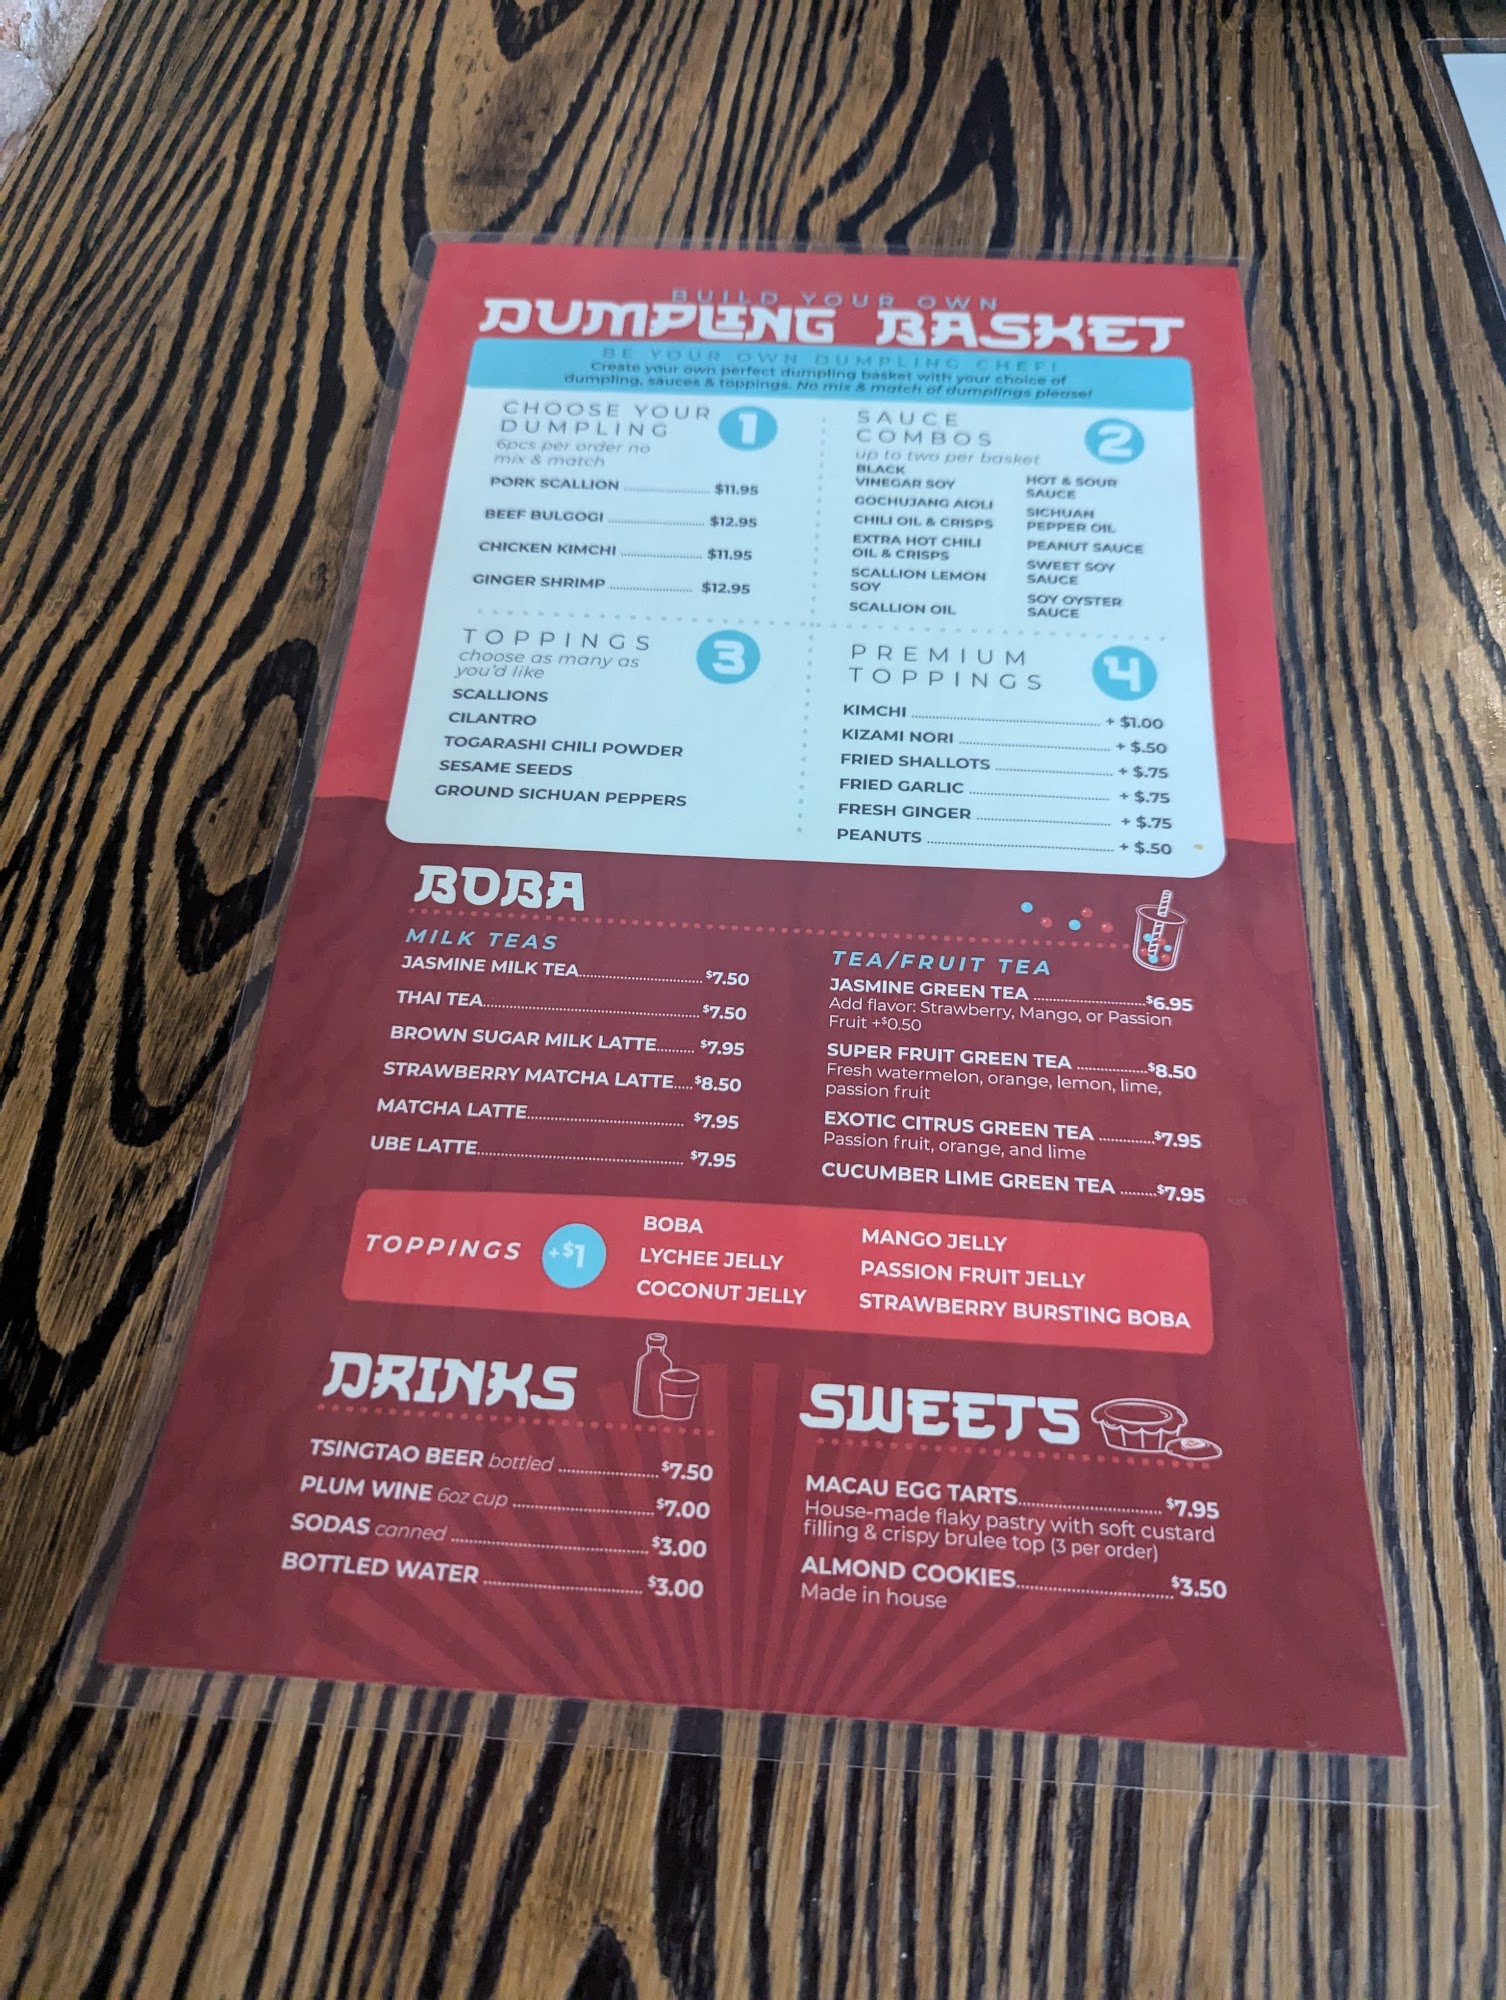 BUILD YOUR OWN
DUMPLING BASKET
BE YOUR OWN DUMPLING CHEF!
Create your own perfect dumpling basket with your choice of
dumpling, sauces & toppings. No mix & match of dumplings please!
CHOOSE YOUR
DUMPLING
1
6pcs per order no
mix & match
PORK SCALLION ........................ $11.95
BEEF BULGOGI ........................ $12.95
CHICKEN KIMCHI ........................ $11.95
GINGER SHRIMP ........................ $12.95
SAUCE
COMBOS
2
up to two per basket
BLACK
VINEGAR SOY
GOCHUJANG AIOLI
CHILI OIL & CRISPS
EXTRA HOT CHILI
OIL & CRISPS
SCALLION LEMON
SOY
SCALLION OIL
HOT & SOUR
SAUCE
SICHUAN
PEPPER OIL
PEANUT SAUCE
SWEET SOY
SAUCE
SOY OYSTER
SAUCE
TOPPINGS
3
choose as many as
you'd like
SCALLIONS
CILANTRO
TOGARASHI CHILI POWDER
SESAME SEEDS
GROUND SICHUAN PEPPERS
PREMIUM
TOPPINGS
4
KIMCHI ........................ + $1.00
KIZAMI NORI ........................ + $.50
FRIED SHALLOTS ........................ + $.75
FRIED GARLIC ........................ + $.75
FRESH GINGER ........................ + $.75
PEANUTS ........................ + $.50
BOBA
MILK TEAS
JASMINE MILK TEA........................ $7.50
THAI TEA........................ $7.50
BROWN SUGAR MILK LATTE......... $7.95
STRAWBERRY MATCHA LATTE..... $8.50
MATCHA LATTE........................ $7.95
UBE LATTE........................ $7.95
TEA/FRUIT TEA
JASMINE GREEN TEA ........................$6.95
Add flavor: Strawberry, Mango, or Passion
Fruit +$0.50
SUPER FRUIT GREEN TEA ................$8.50
Fresh watermelon, orange, lemon, lime,
passion fruit
EXOTIC CITRUS GREEN TEA .............$7.95
Passion fruit, orange, and lime
CUCUMBER LIME GREEN TEA .........$7.95
TOPPINGS +$1
BOBA
LYCHEE JELLY
COCONUT JELLY
MANGO JELLY
PASSION FRUIT JELLY
STRAWBERRY BURSTING BOBA
DRINKS
TSINGTAO BEER bottled ........................ $7.50
PLUM WINE 6oz cup ........................ $7.00
SODAS canned ........................ $3.00
BOTTLED WATER ........................ $3.00
SWEETS
MACAU EGG TARTS........................ $7.95
House-made flaky pastry with soft custard
filling & crispy brulee top (3 per order)
ALMOND COOKIES........................ $3.50
Made in house